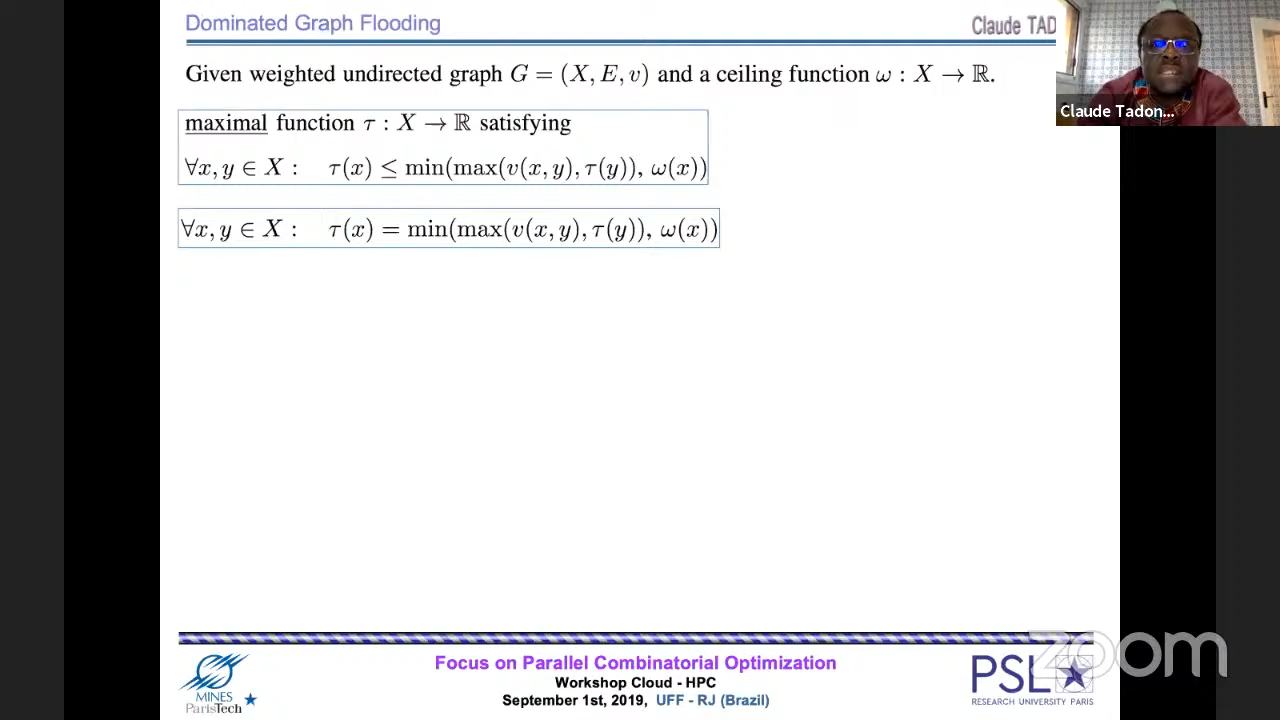 Dominated Graph Flooding
Claude TAD
Given weighted undirected graph G = (X, E, v) and a ceiling function ω : X → ℝ.
maximal function τ : X → ℝ satisfying
∀x, y ∈ X : τ(x) ≤ min(max(v(x, y), τ(y)), ω(x))
∀x, y ∈ X : τ(x) = min(max(v(x, y), τ(y)), ω(x))
Claude Tadon...
Focus on Parallel Combinatorial Optimization
Workshop Cloud - HPC
September 1st, 2019, UFF - RJ (Brazil)
MINES
ParisTech
PSL
RESEARCH UNIVERSITY PARIS
zoom